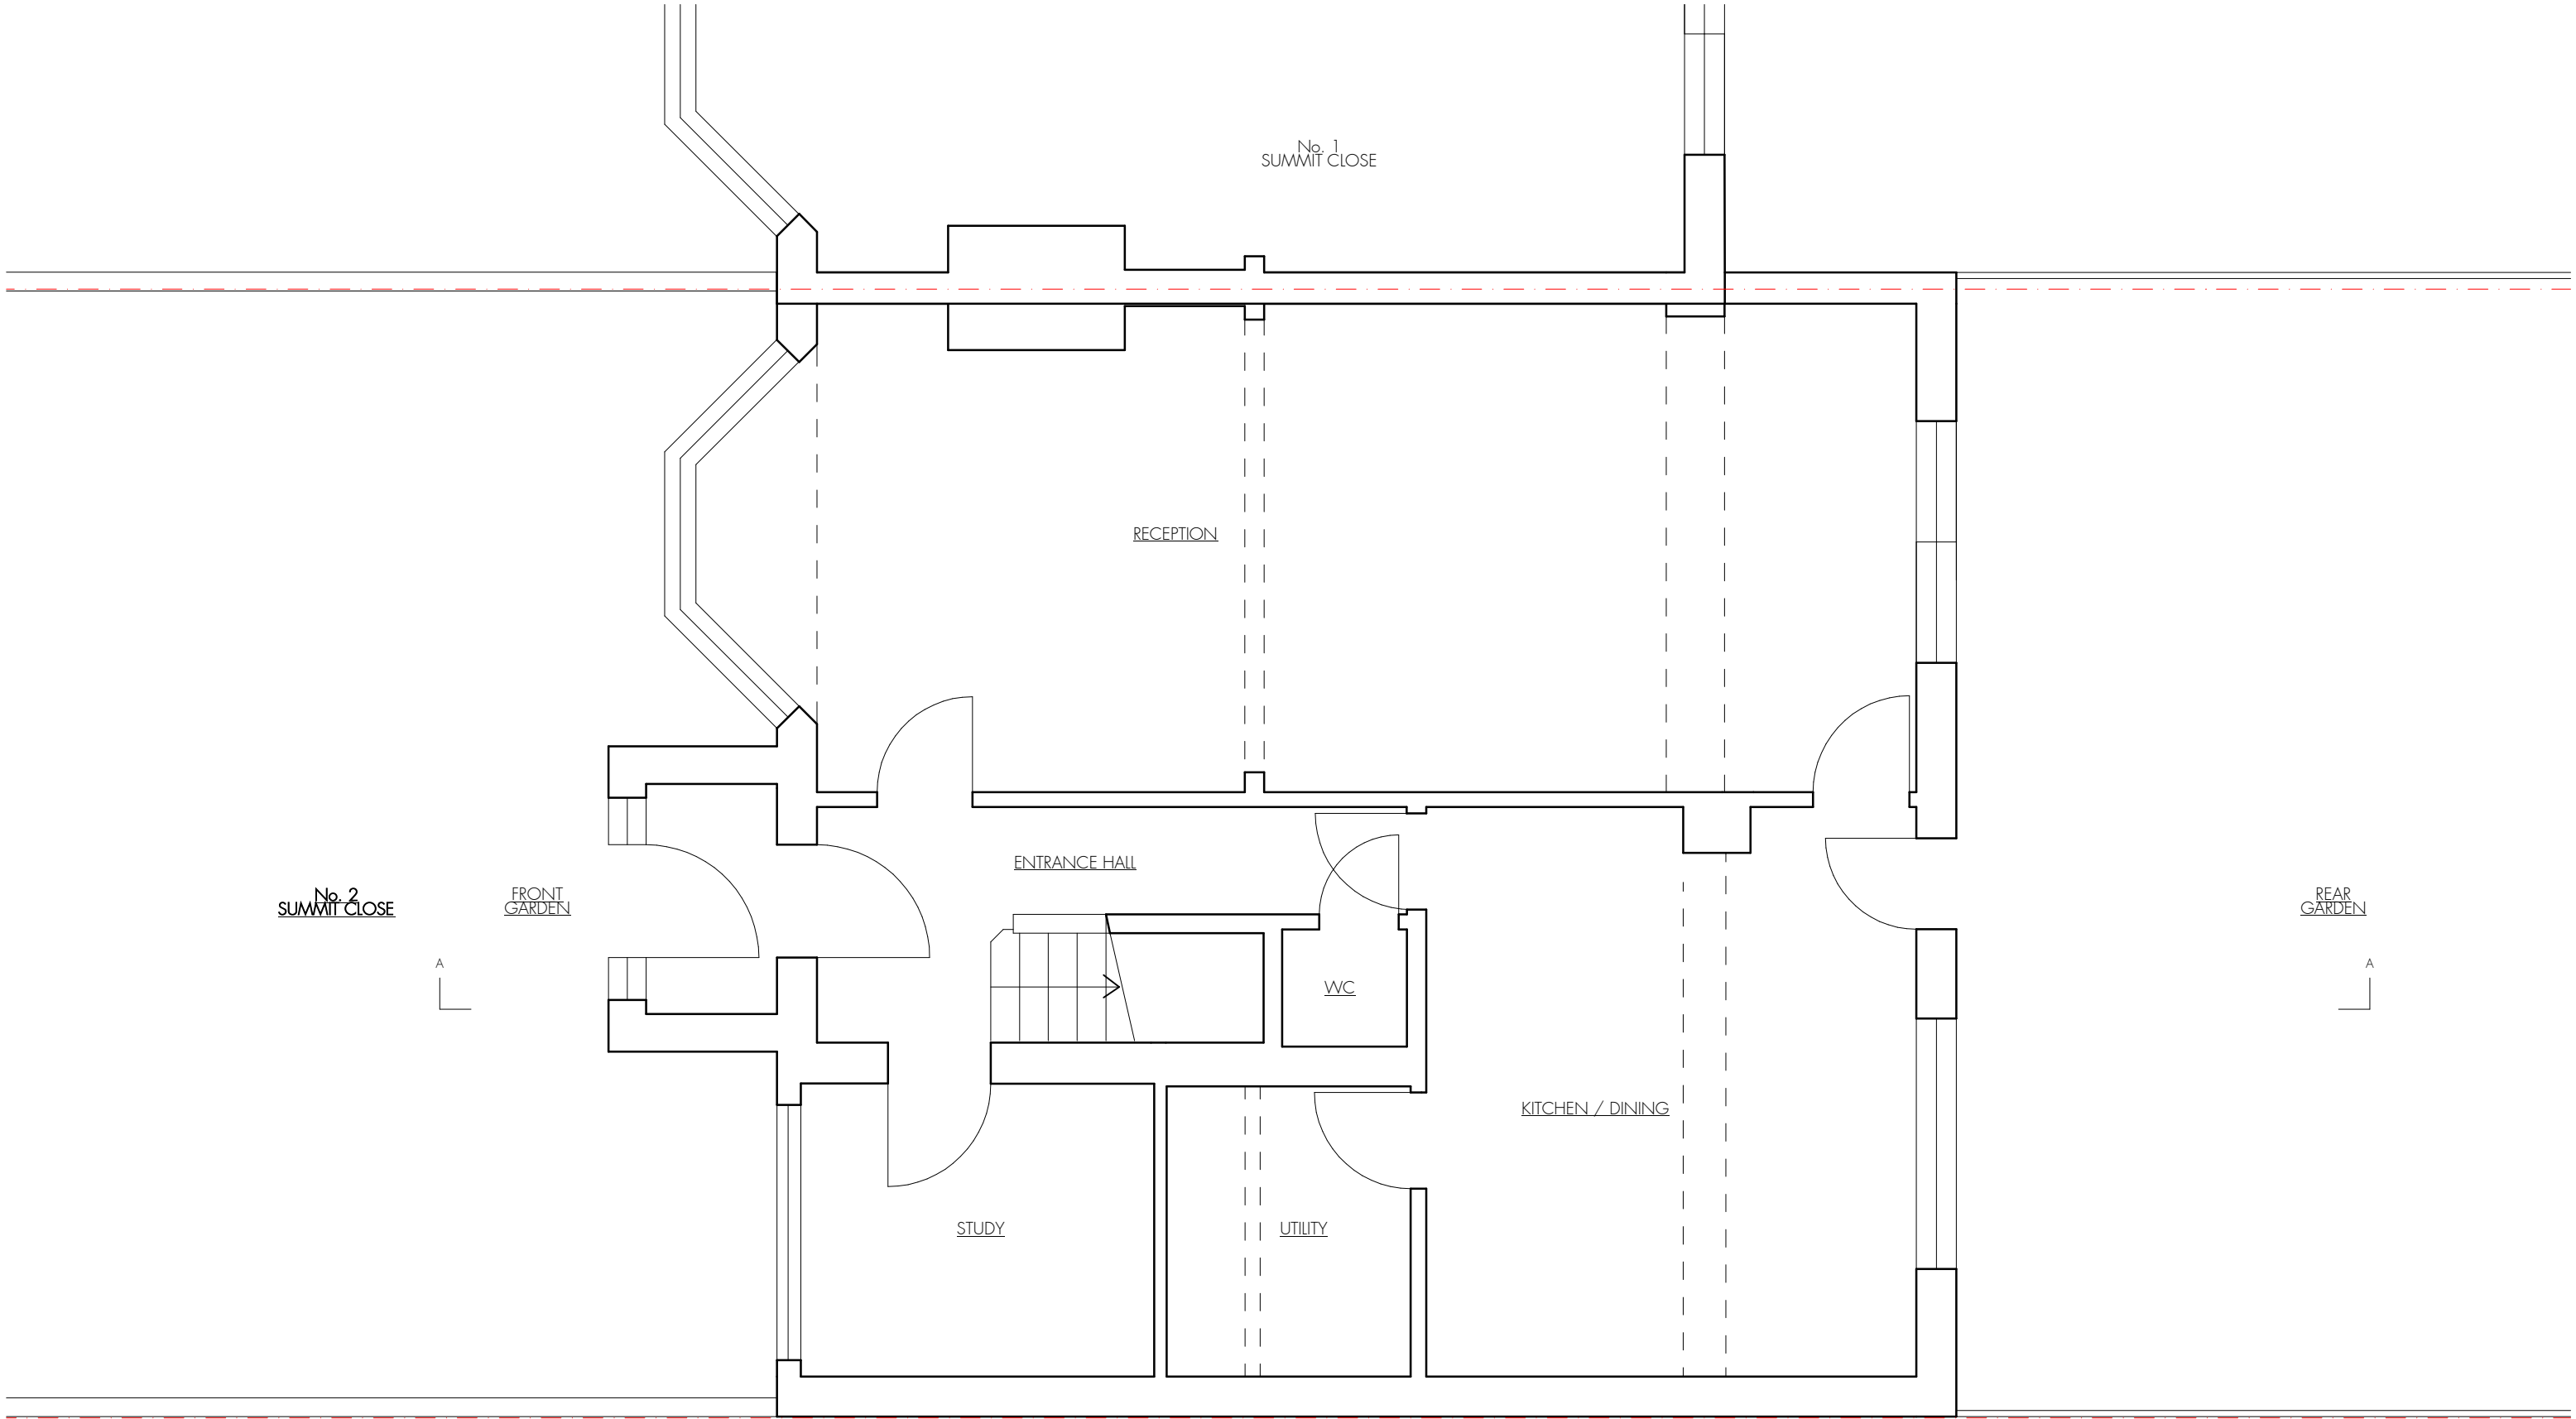 No. 1
SUMMIT CLOSE
RECEPTION
ENTRANCE HALL
No. 2
SUMMIT CLOSE
FRONT
GARDEN
REAR
GARDEN
A
A
WC
KITCHEN / DINING
STUDY
UTILITY